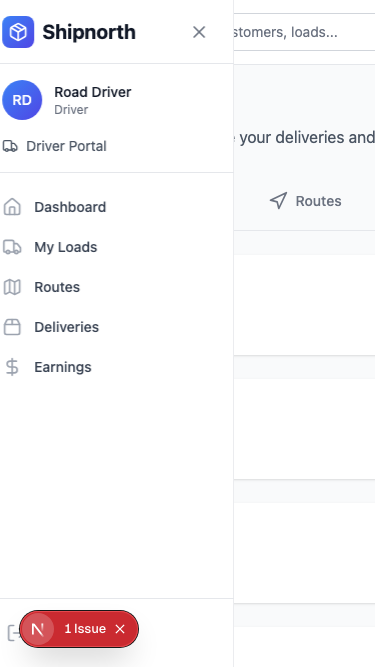 Shipnorth
stomers, loads...
RD
Road Driver
Driver
Driver Portal
your deliveries and
Dashboard
Routes
My Loads
Routes
Deliveries
Earnings
N
1 Issue